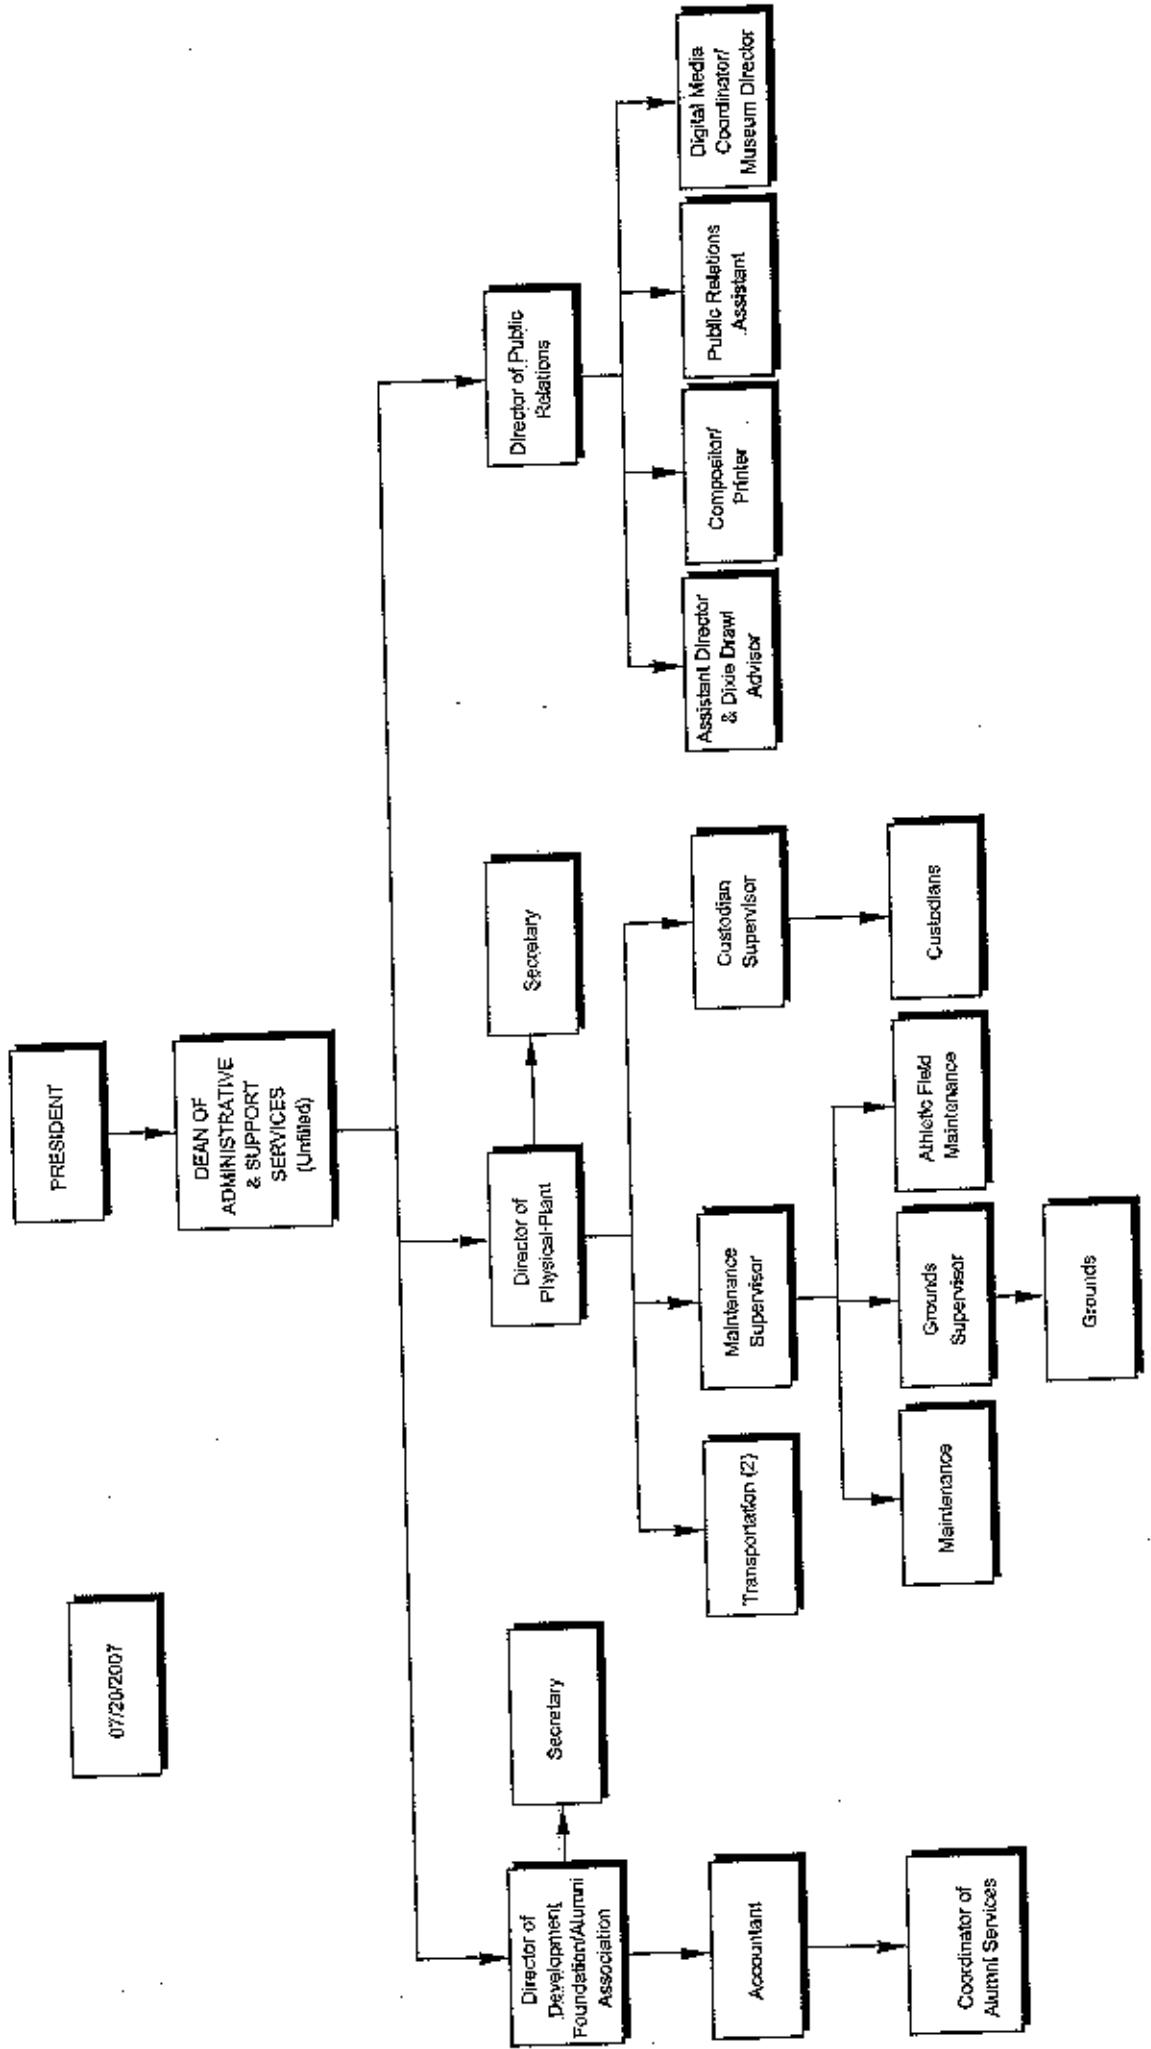 07/20/2007
PRESIDENT
DEAN OF
ADMINISTRATIVE
& SUPPORT
SERVICES
(Unfilled)
Director of
Development
Foundation/Alumni
Association
Secretary
Director of
Physical Plant
Secretary
Director of Public
Relations
Accountant
Transportation (2)
Maintenance
Supervisor
Custodian
Supervisor
Assistant Director
& Dixie Drawl
Advisor
Compositor/
Printer
Public Relations
Assistant
Digital Media
Coordinator/
Museum Director
Coordinator of
Alumni Services
Maintenance
Grounds
Supervisor
Athletic Field
Maintenance
Custodians
Grounds